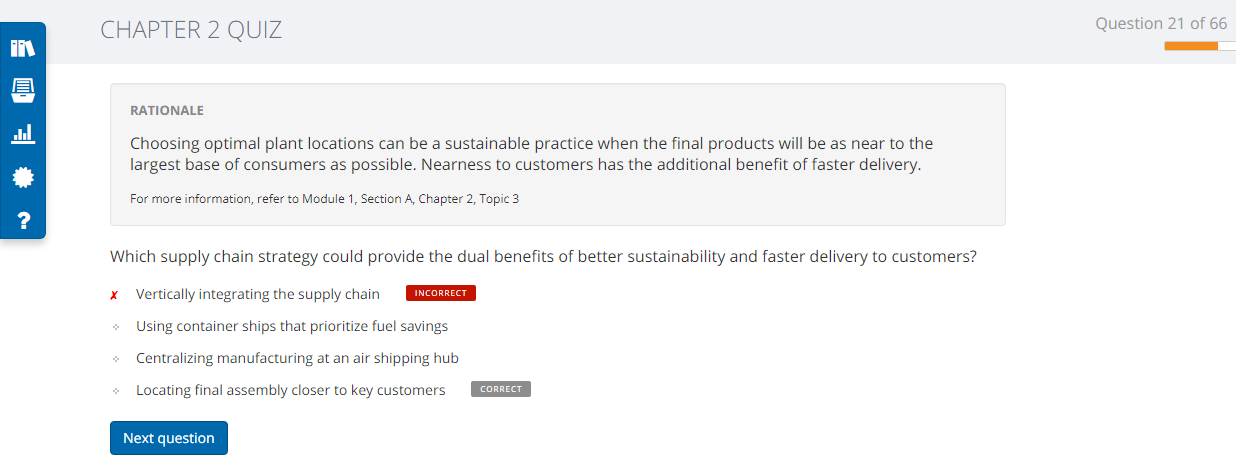 CHAPTER 2 QUIZ
Question 21 of 66
RATIONALE
Choosing optimal plant locations can be a sustainable practice when the final products will be as near to the
largest base of consumers as possible. Nearness to customers has the additional benefit of faster delivery.
For more information, refer to Module 1, Section A, Chapter 2, Topic 3
Which supply chain strategy could provide the dual benefits of better sustainability and faster delivery to customers?
✗ Vertically integrating the supply chain INCORRECT
Using container ships that prioritize fuel savings
Centralizing manufacturing at an air shipping hub
Locating final assembly closer to key customers CORRECT
Next question
?